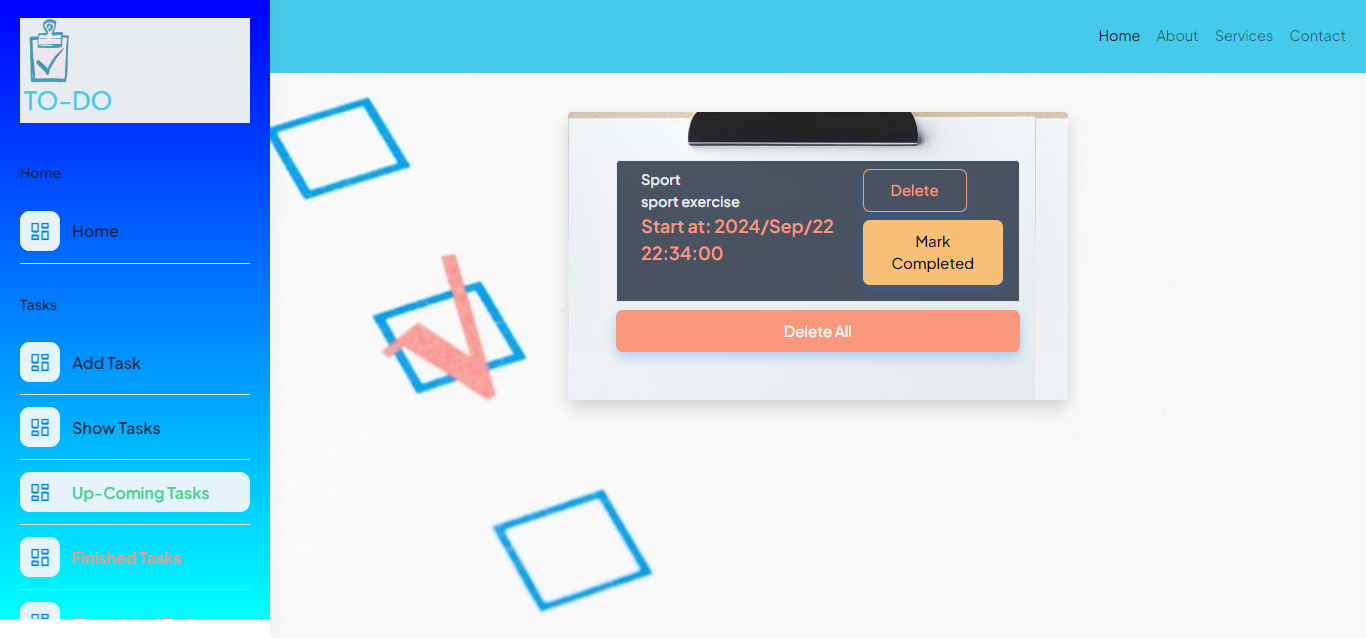 TO-DO
Home
Home
Tasks
Add Task
Show Tasks
Up-Coming Tasks
Finished Tasks
Home About Services Contact
Sport
sport exercise
Start at: 2024/Sep/22
22:34:00
Delete
Mark
Completed
Delete All